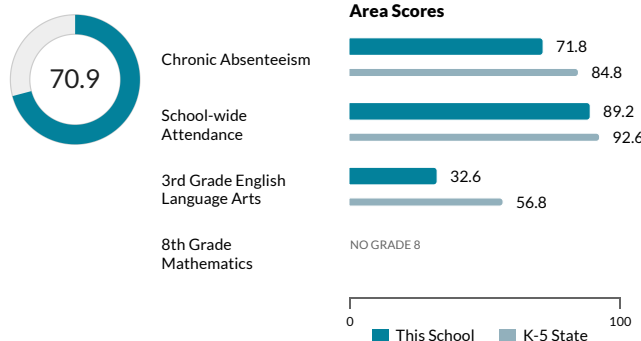 Area Scores
70.9
Chronic Absenteeism
71.8
84.8
School-wide
Attendance
89.2
92.6
3rd Grade English
Language Arts
32.6
56.8
8th Grade
Mathematics
NO GRADE 8
0
100
This School
K-5 State